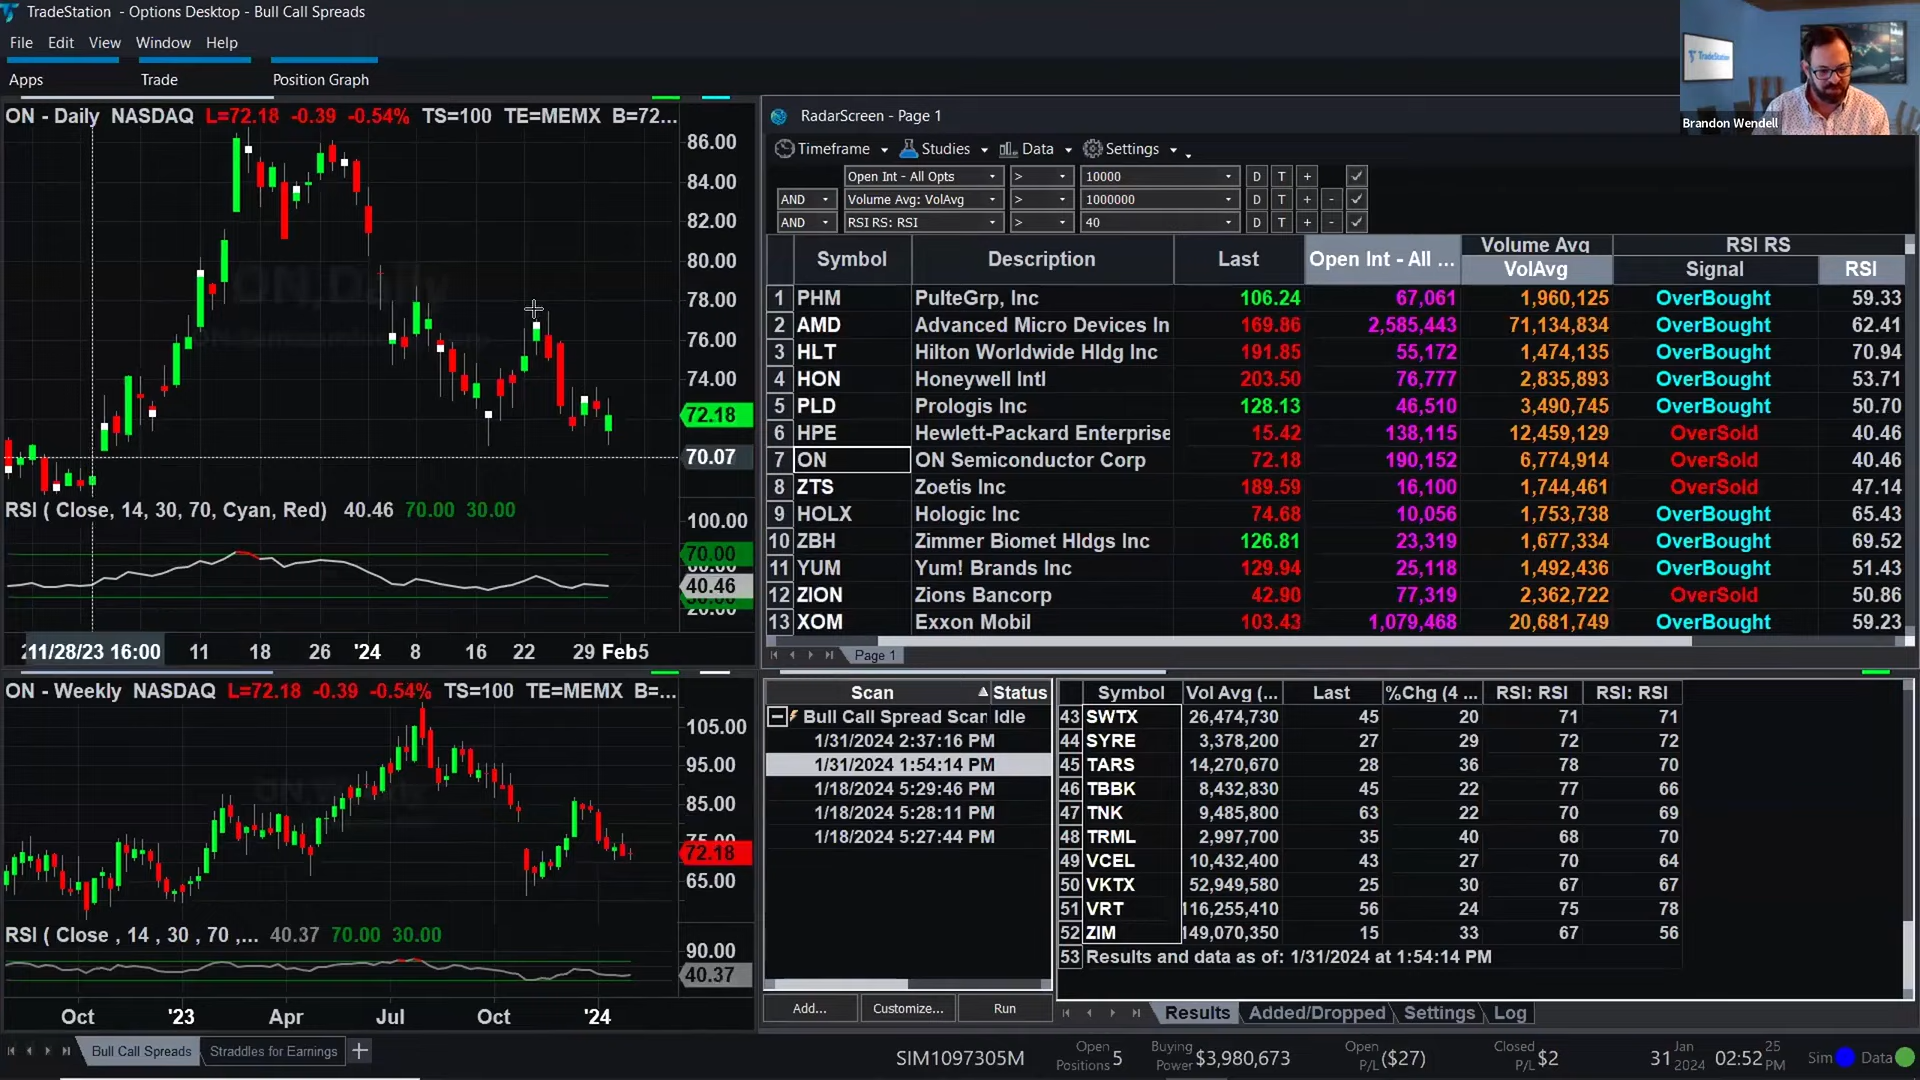 TradeStation - Options Desktop - Bull Call Spreads
File Edit View Window Help
Apps Trade Position Graph
Brandon Wendell
TradeStation
ON - Daily NASDAQ L=72.18 -0.39 -0.54% TS=100 TE=MEMX B=72...
86.00
84.00
82.00
80.00
78.00
76.00
74.00
72.18
70.07
ON,Daily
RSI ( Close, 14, 30, 70, Cyan, Red) 40.46 70.00 30.00
100.00
70.00
40.46
20.00
11/28/23 16:00 11 18 26 '24 8 16 22 29 Feb5
ON - Weekly NASDAQ L=72.18 -0.39 -0.54% TS=100 TE=MEMX B=...
105.00
95.00
85.00
75.00
72.18
65.00
RSI ( Close , 14 , 30 , 70 ,... 40.37 70.00 30.00
90.00
40.37
Oct '23 Apr Jul Oct '24
RadarScreen - Page 1
Timeframe Studies Data Settings
Open Int - All Opts > 10000 D T +
AND Volume Avg: VolAvg > 1000000 D T + -
AND RSI RS: RSI > 40 D T + -
Symbol Description Last Open Int - All ... Volume Avg RSI RS
VolAvg Signal RSI
1 PHM PulteGrp, Inc 106.24 67,061 1,960,125 OverBought 59.33
2 AMD Advanced Micro Devices In 169.86 2,585,443 71,134,834 OverBought 62.41
3 HLT Hilton Worldwide Hldg Inc 191.85 55,172 1,474,135 OverBought 70.94
4 HON Honeywell Intl 203.50 76,777 2,835,893 OverBought 53.71
5 PLD Prologis Inc 128.13 46,510 3,490,745 OverBought 50.70
6 HPE Hewlett-Packard Enterprise 15.42 138,115 12,459,129 OverSold 40.46
7 ON ON Semiconductor Corp 72.18 190,152 6,774,914 OverSold 40.46
8 ZTS Zoetis Inc 189.59 16,100 1,744,461 OverSold 47.14
9 HOLX Hologic Inc 74.68 10,056 1,753,738 OverBought 65.43
10 ZBH Zimmer Biomet Hldgs Inc 126.81 23,319 1,677,334 OverBought 69.52
11 YUM Yum! Brands Inc 129.94 25,118 1,492,436 OverBought 51.43
12 ZION Zions Bancorp 42.90 77,319 2,362,722 OverSold 50.86
13 XOM Exxon Mobil 103.43 1,079,468 20,681,749 OverBought 59.23
Page 1
Scan Status
Bull Call Spread Scan Idle
1/31/2024 2:37:16 PM
1/31/2024 1:54:14 PM
1/18/2024 5:29:46 PM
1/18/2024 5:28:11 PM
1/18/2024 5:27:44 PM
Add... Customize... Run
Symbol Vol Avg (... Last %Chg (4 ... RSI: RSI RSI: RSI
43 SWTX 26,474,730 45 20 71 71
44 SYRE 3,378,200 27 29 72 72
45 TARS 14,270,670 28 36 78 70
46 TBBK 8,432,830 45 22 77 66
47 TNK 9,485,800 63 22 70 69
48 TRML 2,997,700 35 40 68 70
49 VCEL 10,432,400 43 27 70 64
50 VKTX 52,949,580 25 30 67 67
51 VRT 116,255,410 56 24 75 78
52 ZIM 149,070,350 15 33 67 56
53 Results and data as of: 1/31/2024 at 1:54:14 PM
Results Added/Dropped Settings Log
Bull Call Spreads Straddles for Earnings +
SIM1097305M Open Positions 5 Buying Power $3,980,673 Open P/L ($27) Closed P/L $2 31 Jan 2024 02:52 25 PM Sim Data